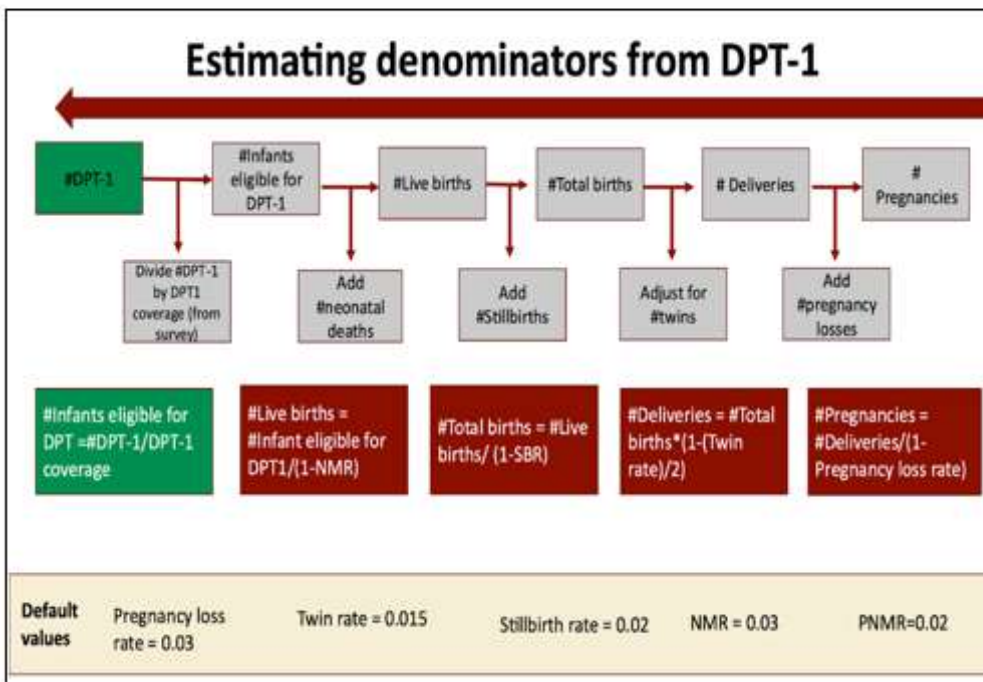 Estimating denominators from DPT-1
#DPT-1
#Infants
eligible for
DPT-1
#Live births
#Total births
# Deliveries
#
Pregnancies
Divide #DPT-1
by DPT1
coverage (from
survey)
Add
#neonatal
deaths
Add
#Stillbirths
Adjust for
#twins
Add
#pregnancy
losses
#Infants eligible for
DPT =#DPT-1/DPT-1
coverage
#Live births =
#Infant eligible for
DPT1/(1-NMR)
#Total births = #Live
births/ (1-SBR)
#Deliveries = #Total
births*(1-(Twin
rate)/2)
#Pregnancies =
#Deliveries/(1-
Pregnancy loss rate)
Default
values
Pregnancy loss
rate = 0.03
Twin rate = 0.015
Stillbirth rate = 0.02
NMR = 0.03
PNMR=0.02